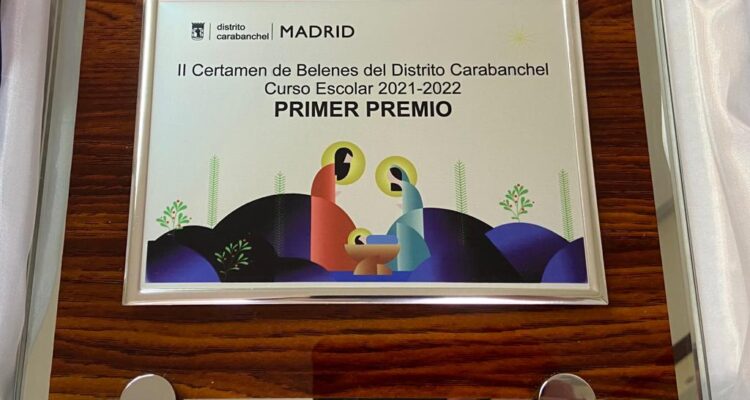 distrito
carabanchel
MADRID
II Certamen de Belenes del Distrito Carabanchel
Curso Escolar 2021-2022
PRIMER PREMIO